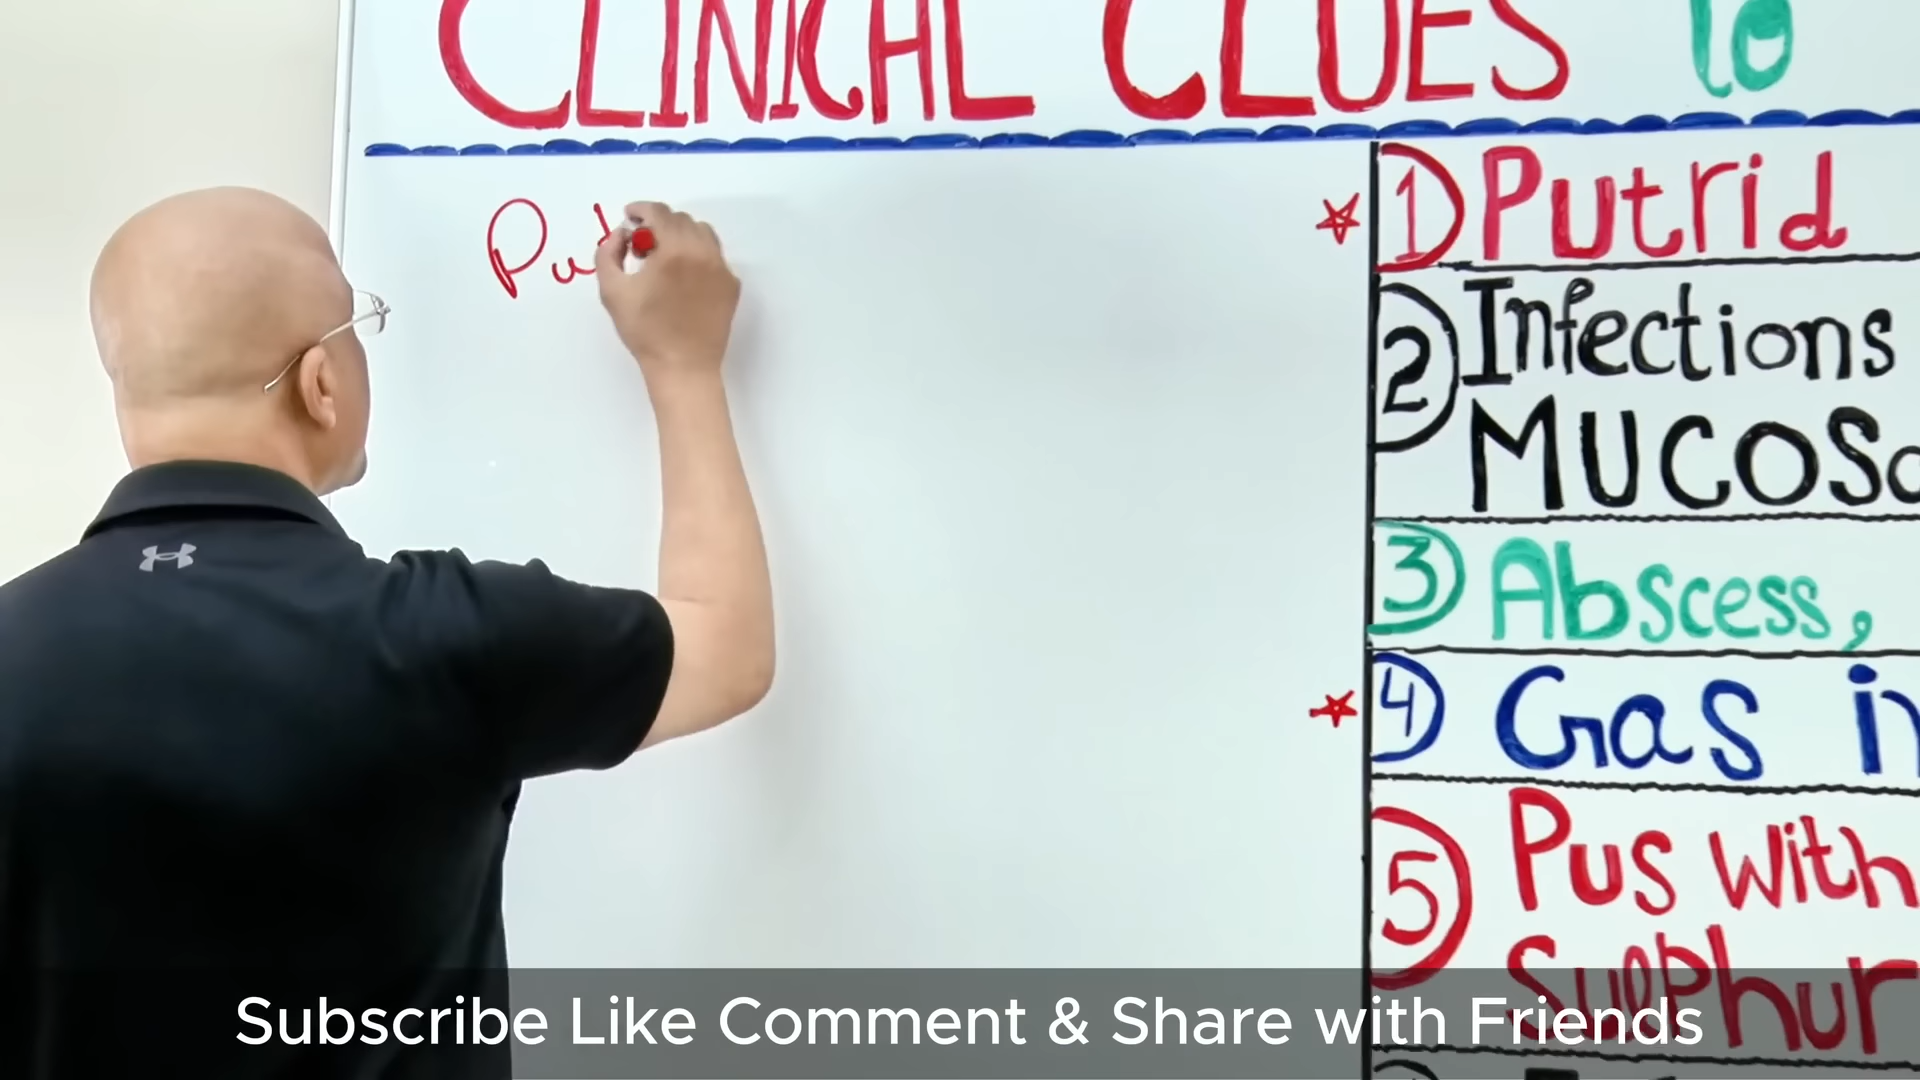 CLINICAL CLUES to
Put
1 Putrid
2 Infections
MUCOSa
3 Abscess,
4 Gas in
5 Pus With
Sulphur
Subscribe Like Comment & Share with Friends